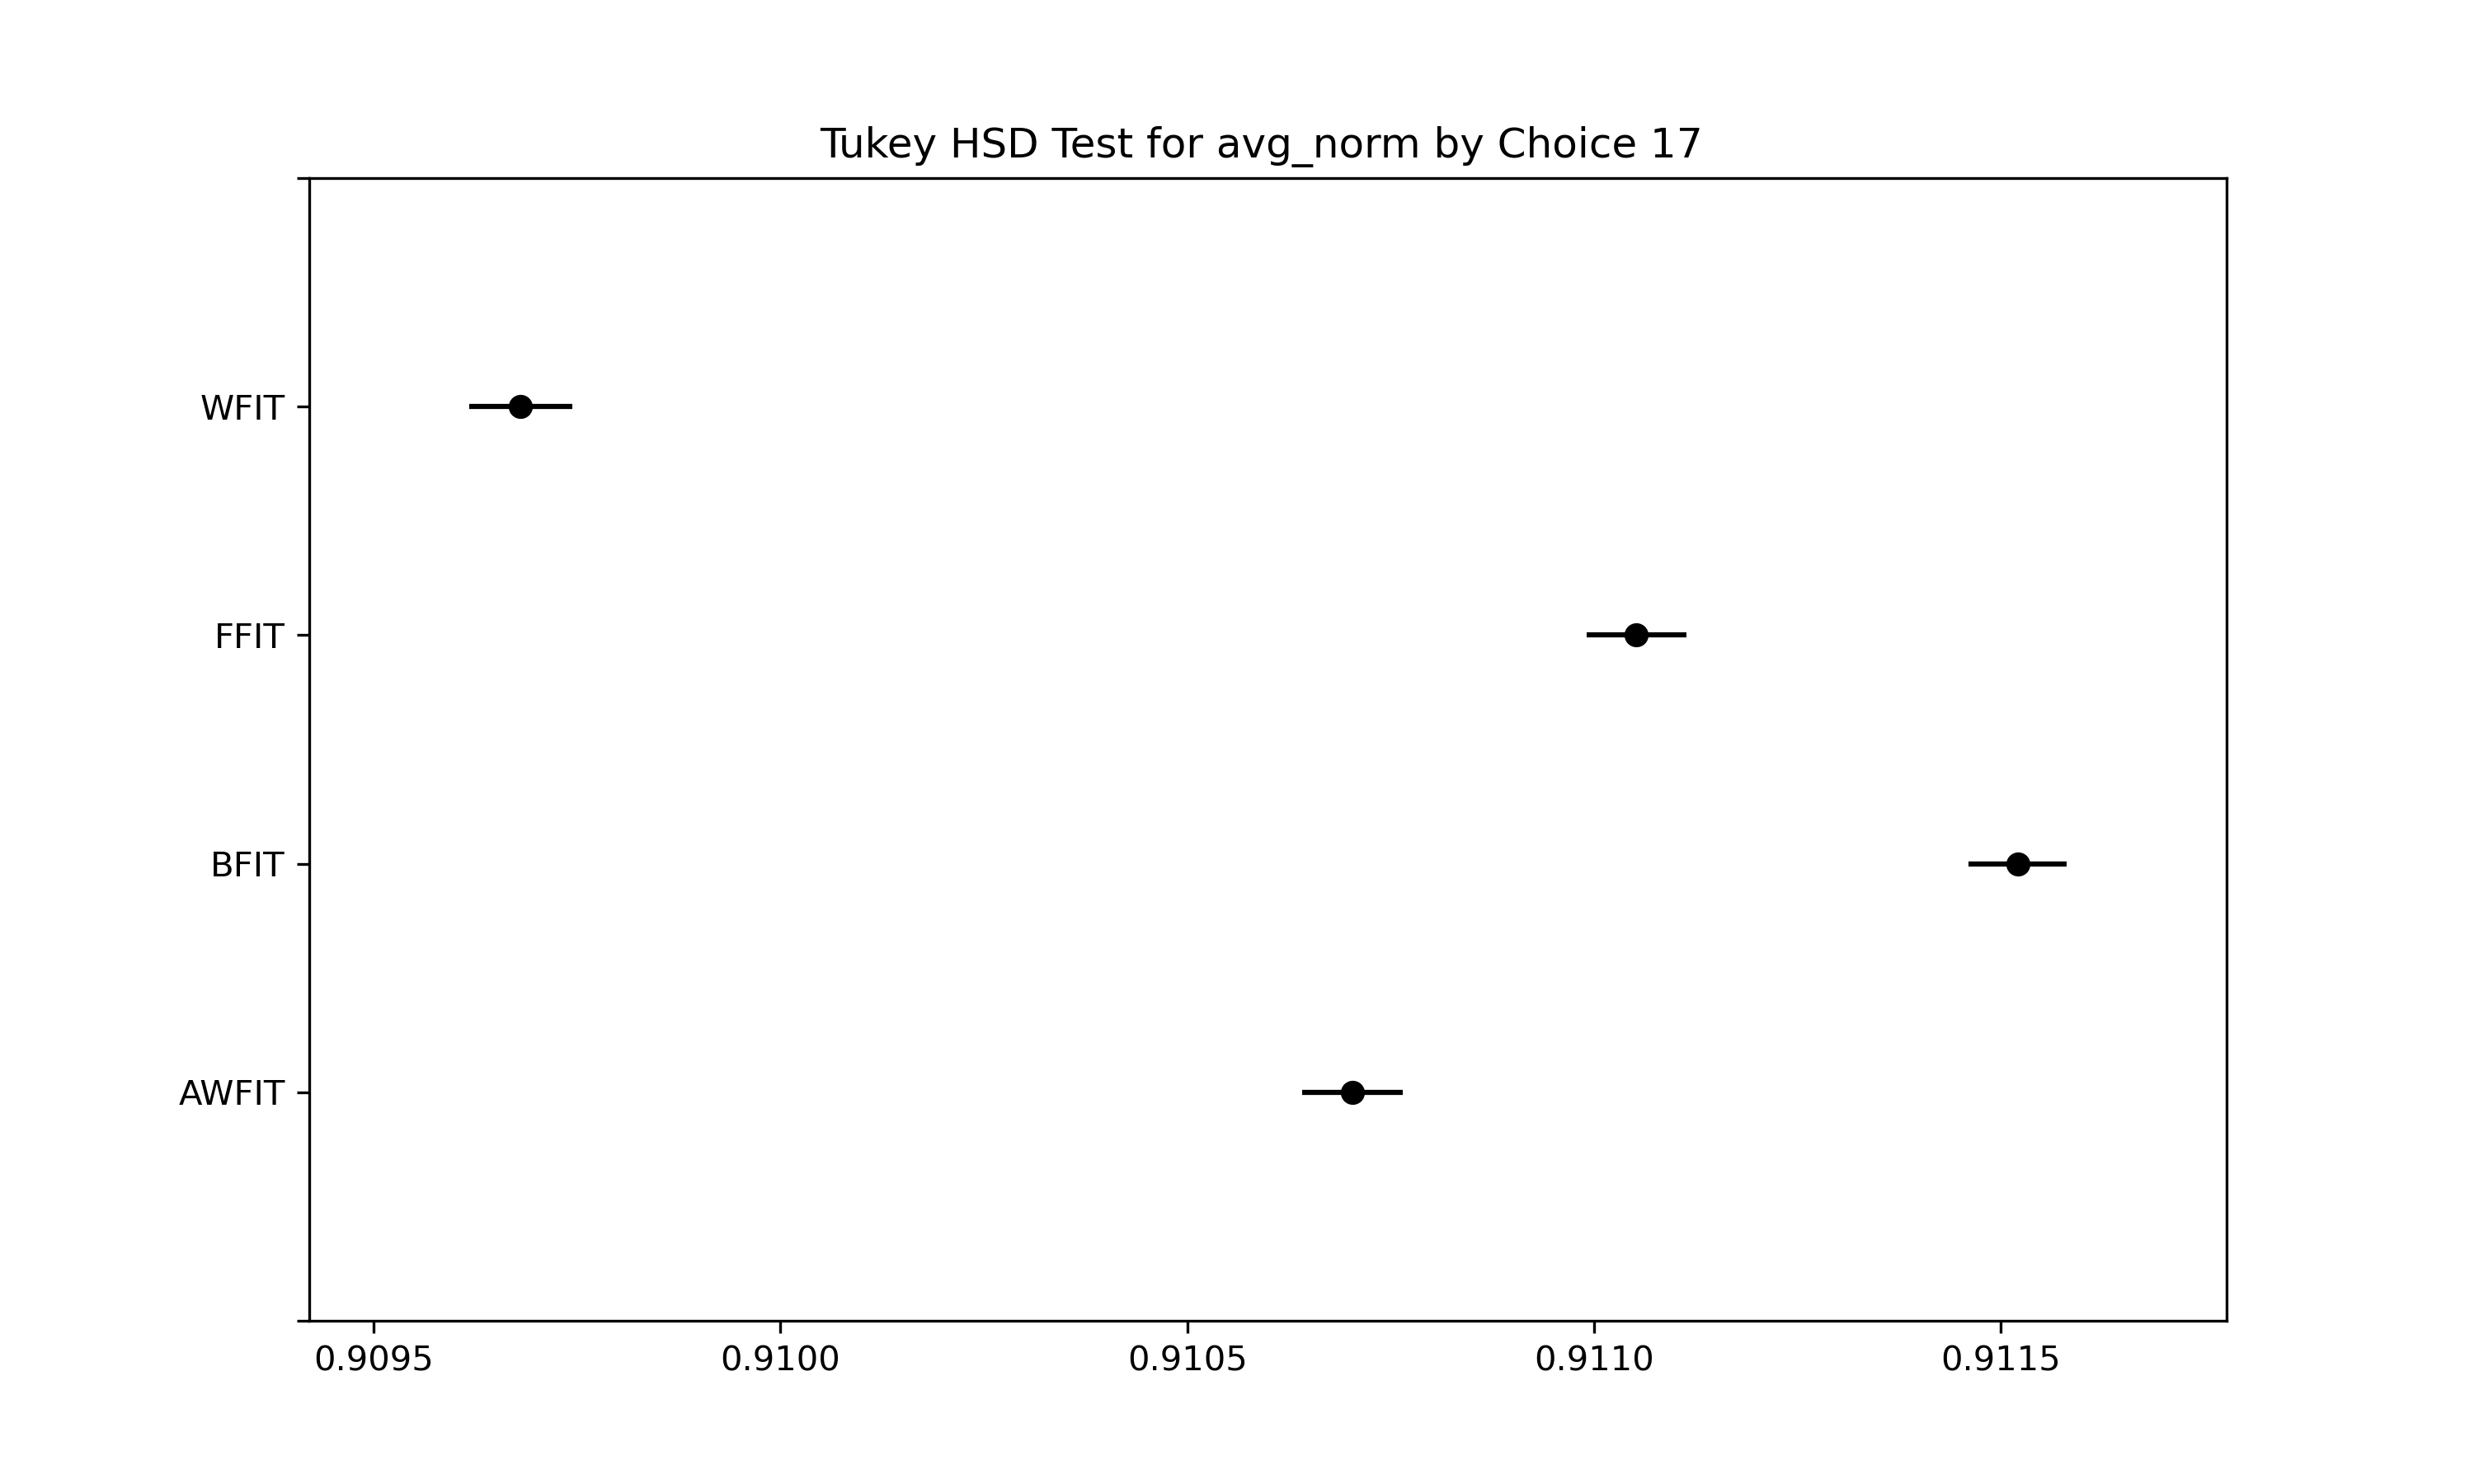 Tukey HSD Test for avg_norm by Choice 17
WFIT
FFIT
BFIT
AWFIT
0.9095 0.9100 0.9105 0.9110 0.9115